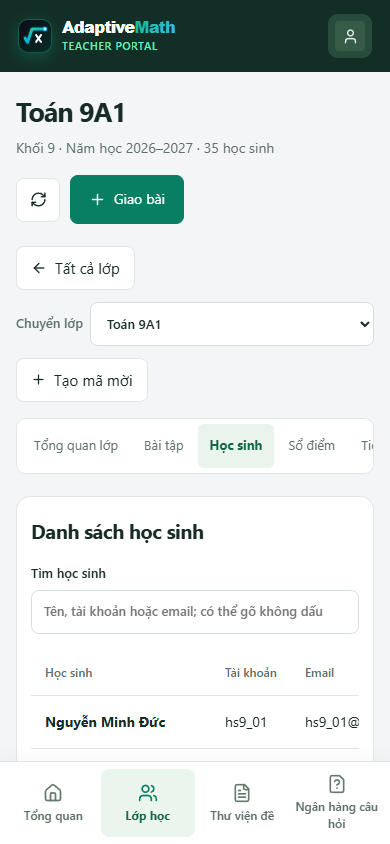 AdaptiveMath
TEACHER PORTAL
Toán 9A1
Khối 9 · Năm học 2026–2027 · 35 học sinh
Giao bài
Tất cả lớp
Chuyển lớp
Toán 9A1
Tạo mã mời
Tổng quan lớp
Bài tập
Học sinh
Sổ điểm
Danh sách học sinh
Tìm học sinh
Tên, tài khoản hoặc email; có thể gõ không dấu
Học sinh Tài khoản Email
Nguyễn Minh Đức hs9_01 hs9_01@
Tổng quan
Lớp học
Thư viện đề
Ngân hàng câu
hỏi